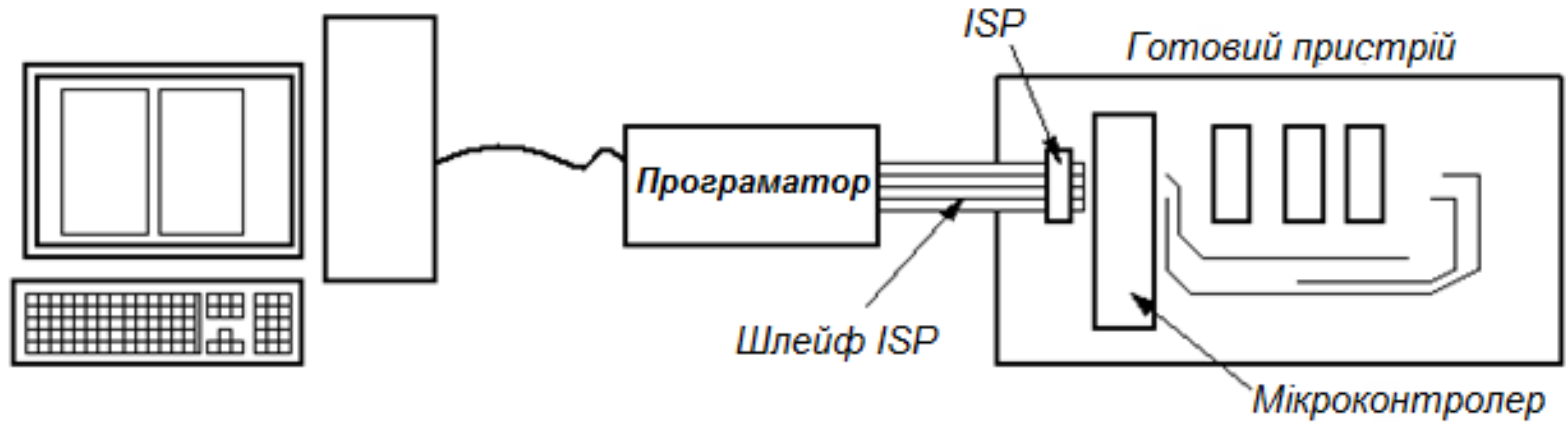 ISP
Готовий пристрій
Програматор
Шлейф ISP
Мікроконтролер